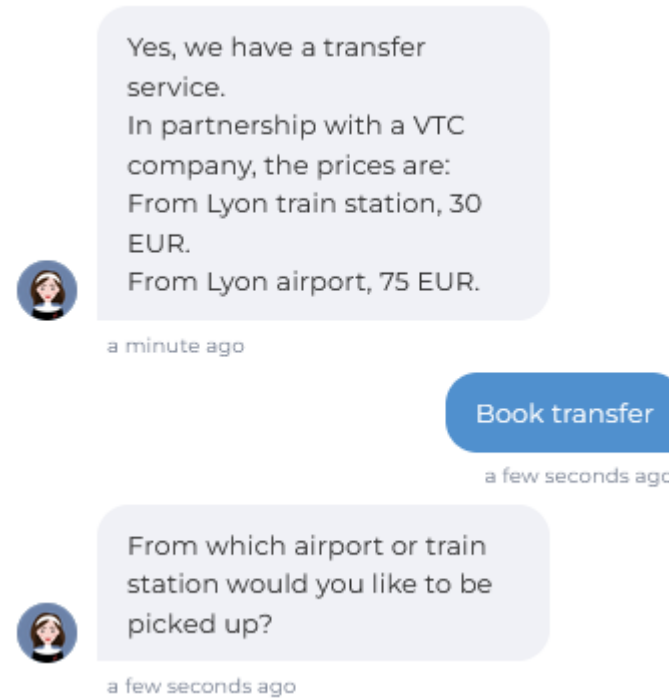 Yes, we have a transfer
service.
In partnership with a VTC
company, the prices are:
From Lyon train station, 30
EUR.
From Lyon airport, 75 EUR.
a minute ago
Book transfer
a few seconds ago
From which airport or train
station would you like to be
picked up?
a few seconds ago